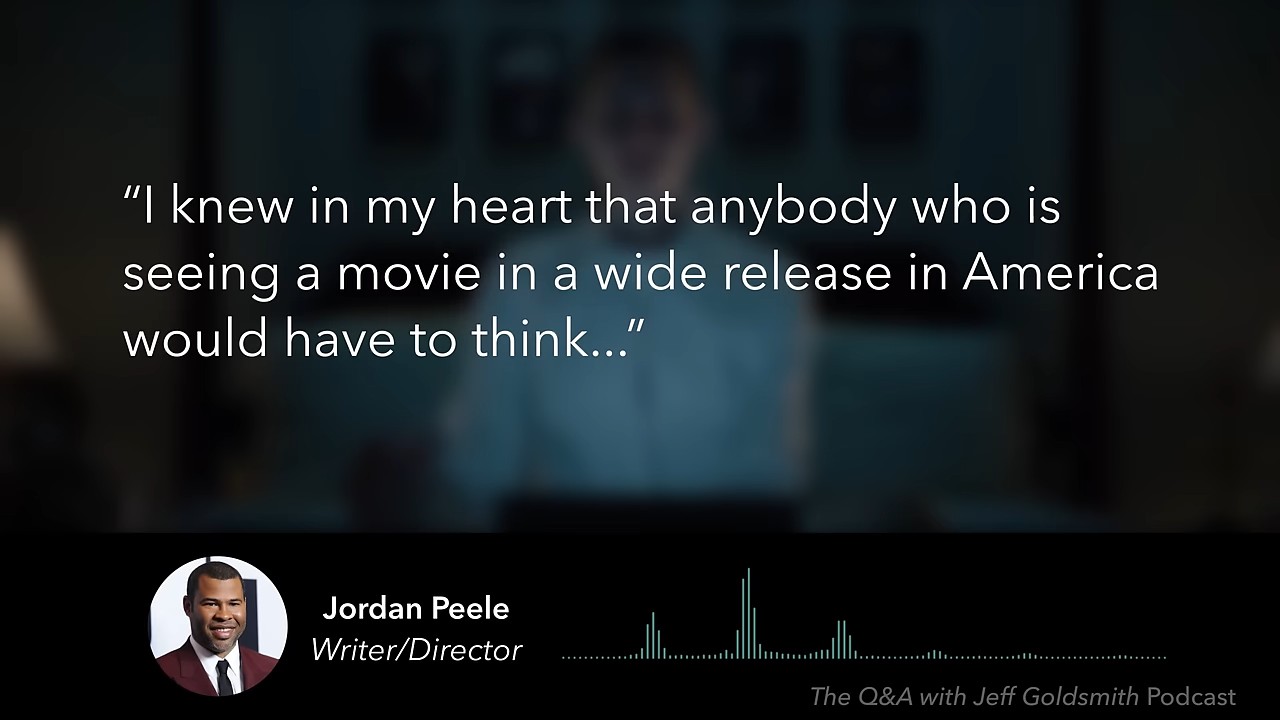 “I knew in my heart that anybody who is
seeing a movie in a wide release in America
would have to think...”
Jordan Peele
Writer/Director
The Q&A with Jeff Goldsmith Podcast